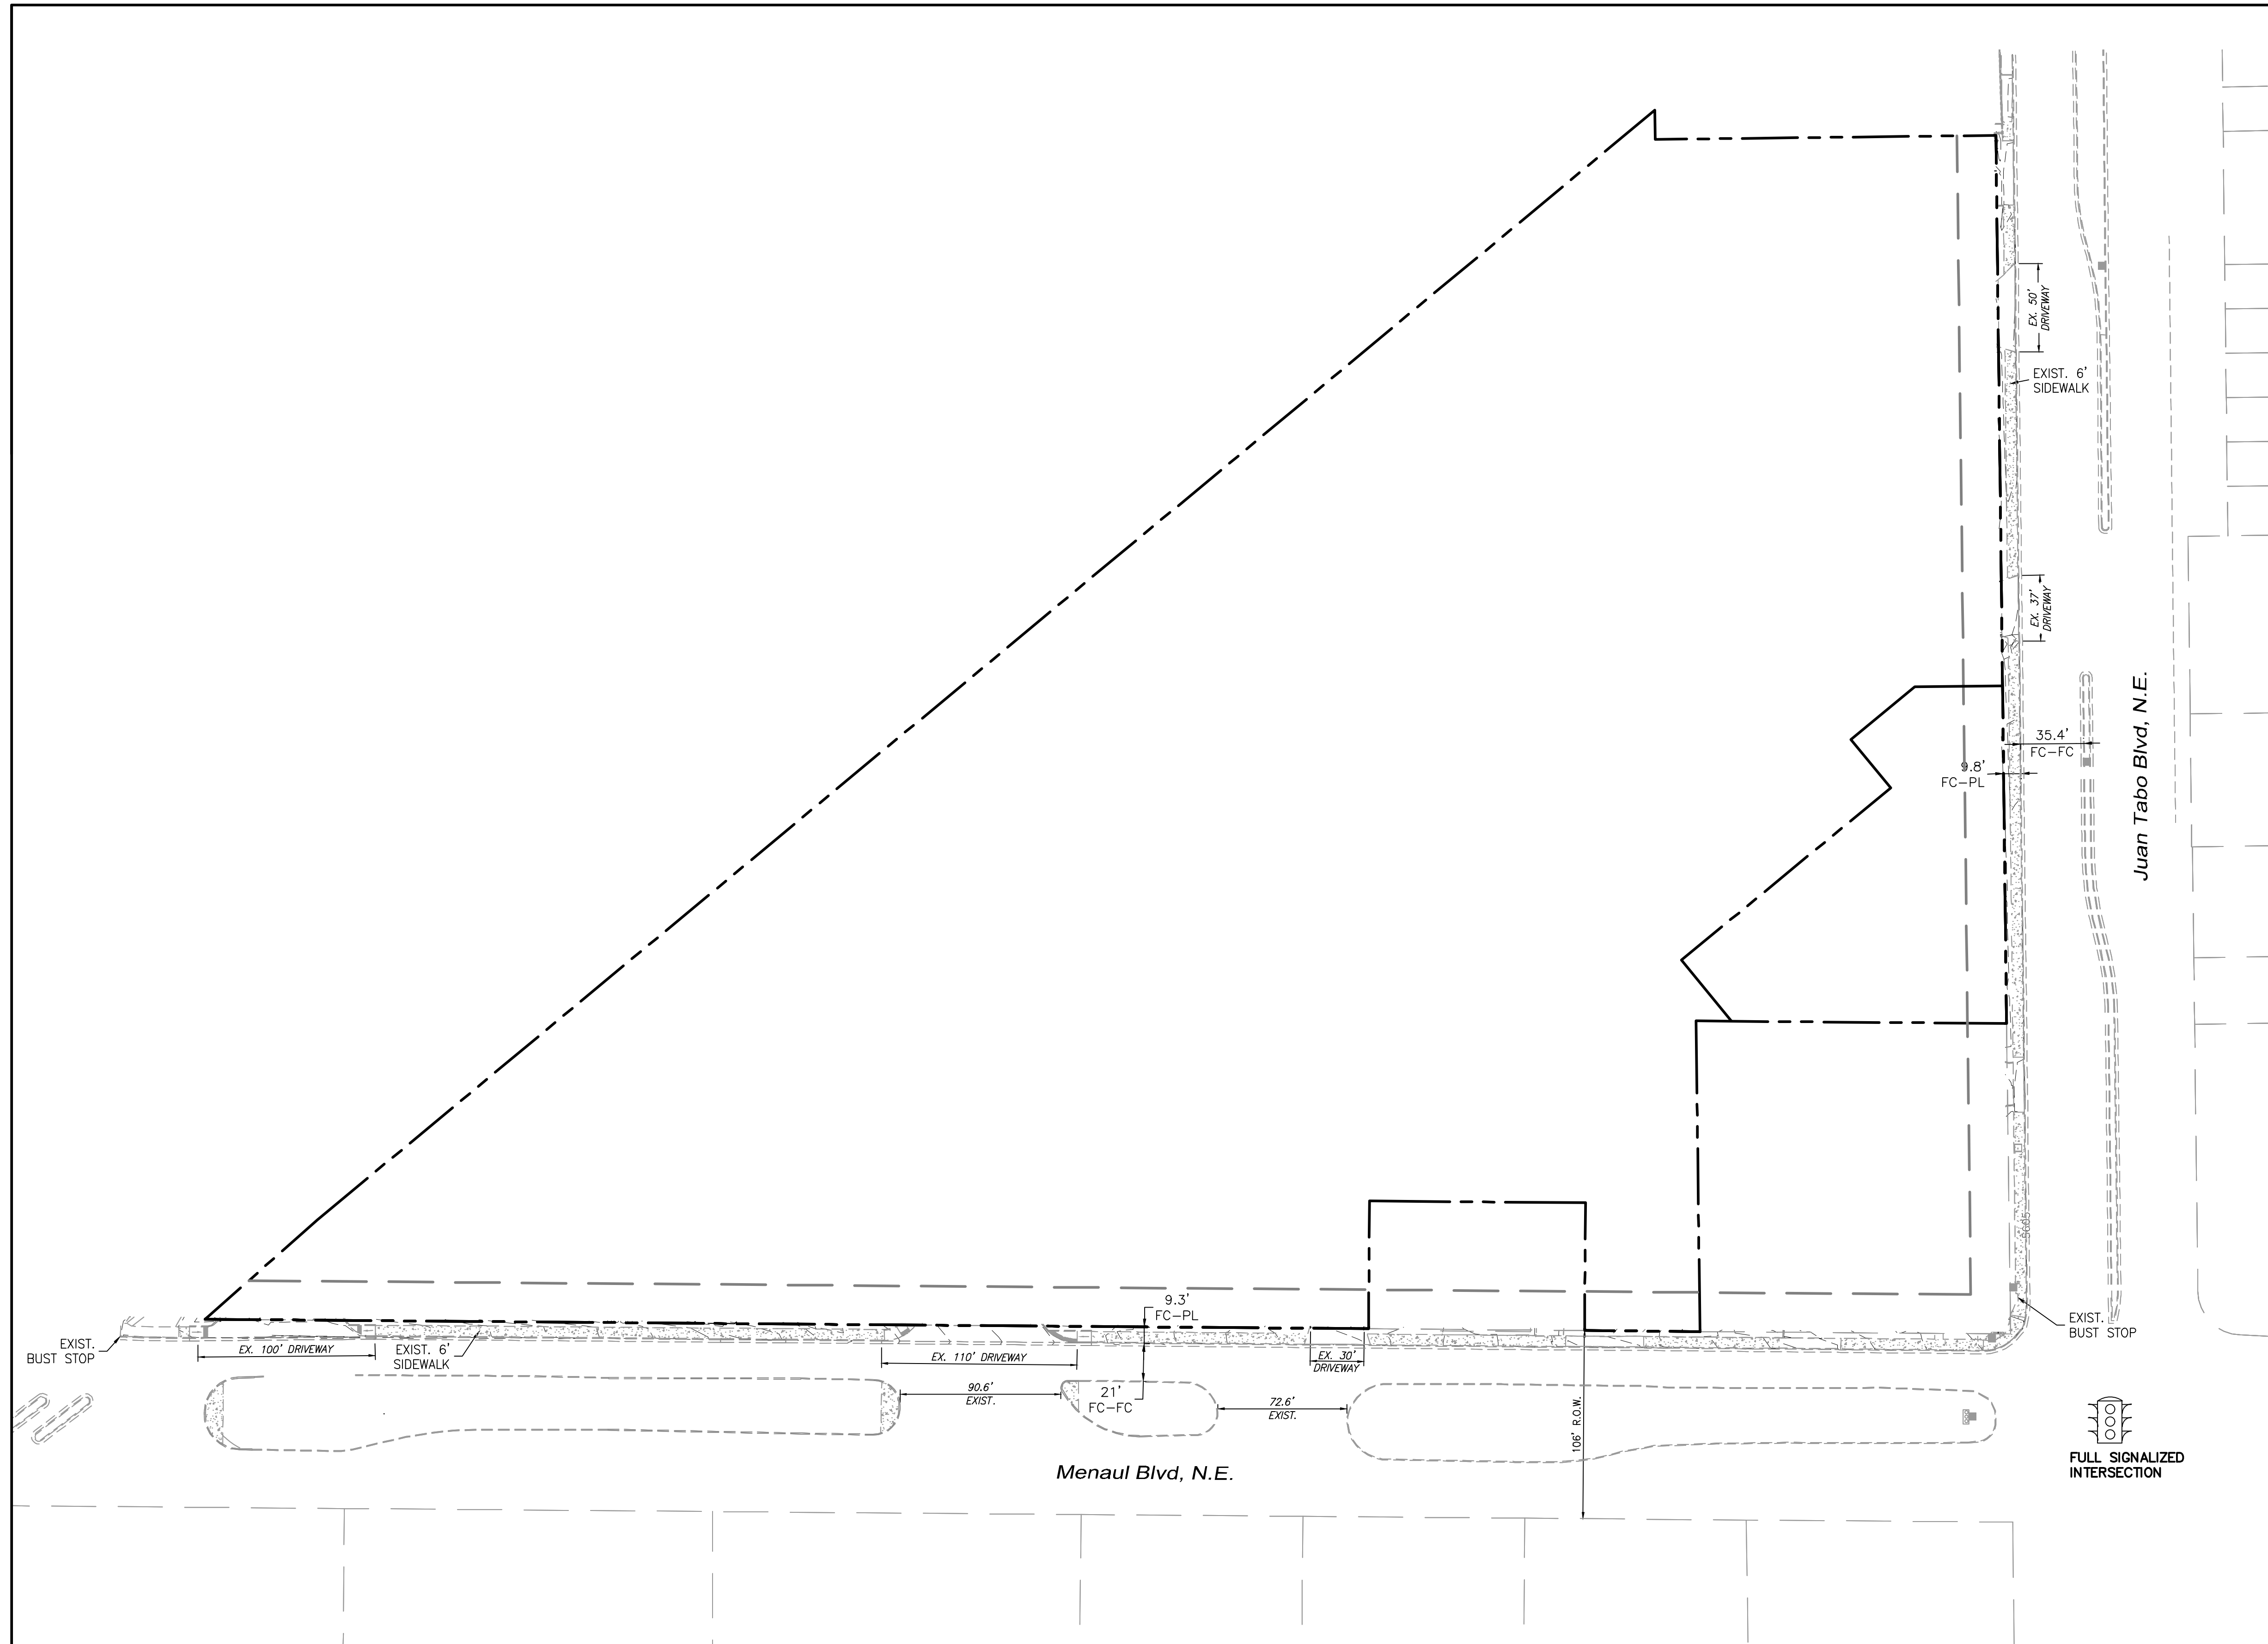 EX. 50'
DRIVEWAY
EXIST. 6'
SIDEWALK
EX. 37'
DRIVEWAY
Juan Tabo Blvd, N.E.
35.4'
FC-FC
9.8'
FC-PL
9.3'
FC-PL
EXIST.
BUST STOP
EX. 100' DRIVEWAY
EXIST. 6'
SIDEWALK
EX. 110' DRIVEWAY
EX. 30'
DRIVEWAY
EXIST.
BUST STOP
90.6'
EXIST.
21'
FC-FC
72.6'
EXIST.
106' R.O.W.
Menaul Blvd, N.E.
FULL SIGNALIZED
INTERSECTION